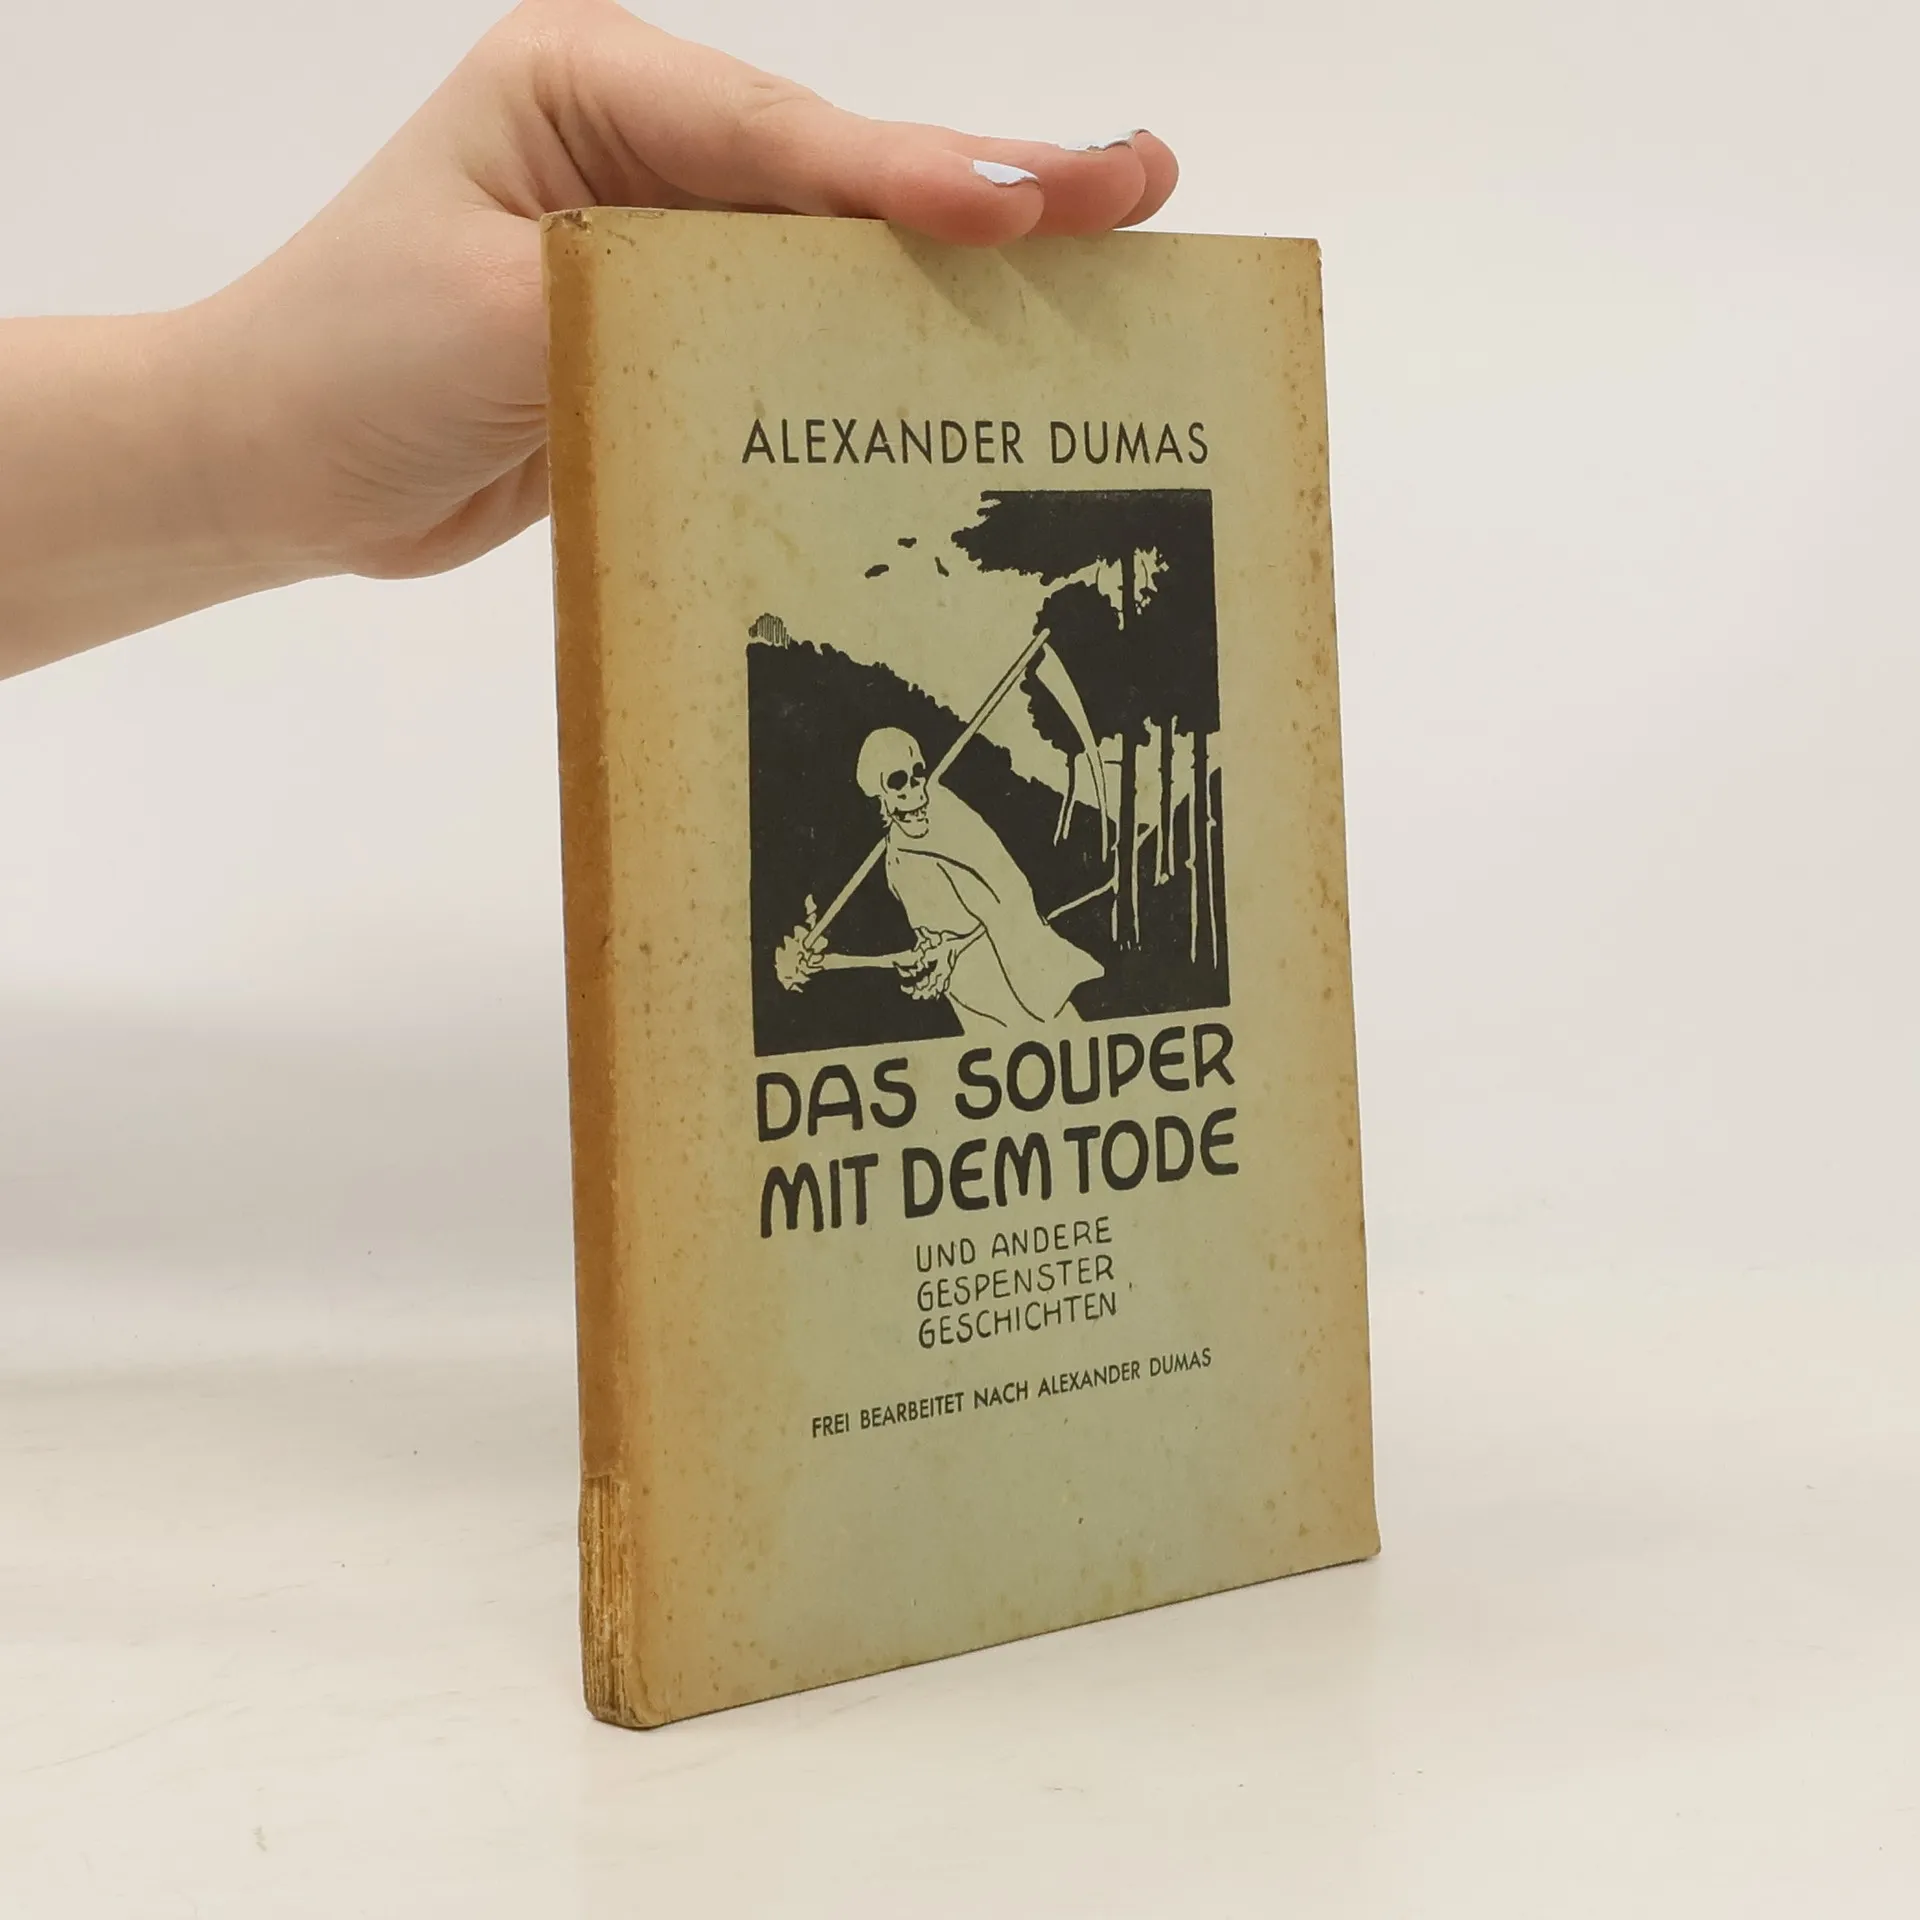 ALEXANDER DUMAS
DAS SOUPER
MIT DEM TODE
UND ANDERE
GESPENSTER
GESCHICHTEN
FREI BEARBEITET NACH ALEXANDER DUMAS